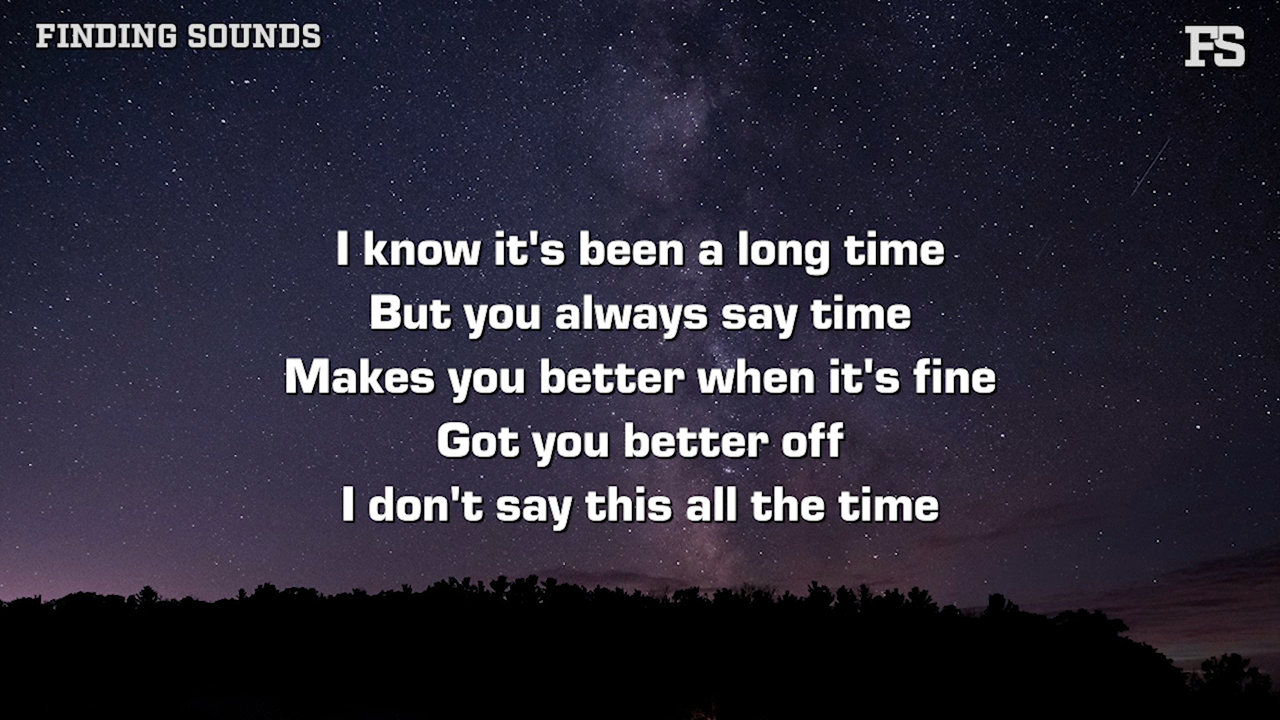 FINDING SOUNDS
FS
I know it's been a long time
But you always say time
Makes you better when it's fine
Got you better off
I don't say this all the time